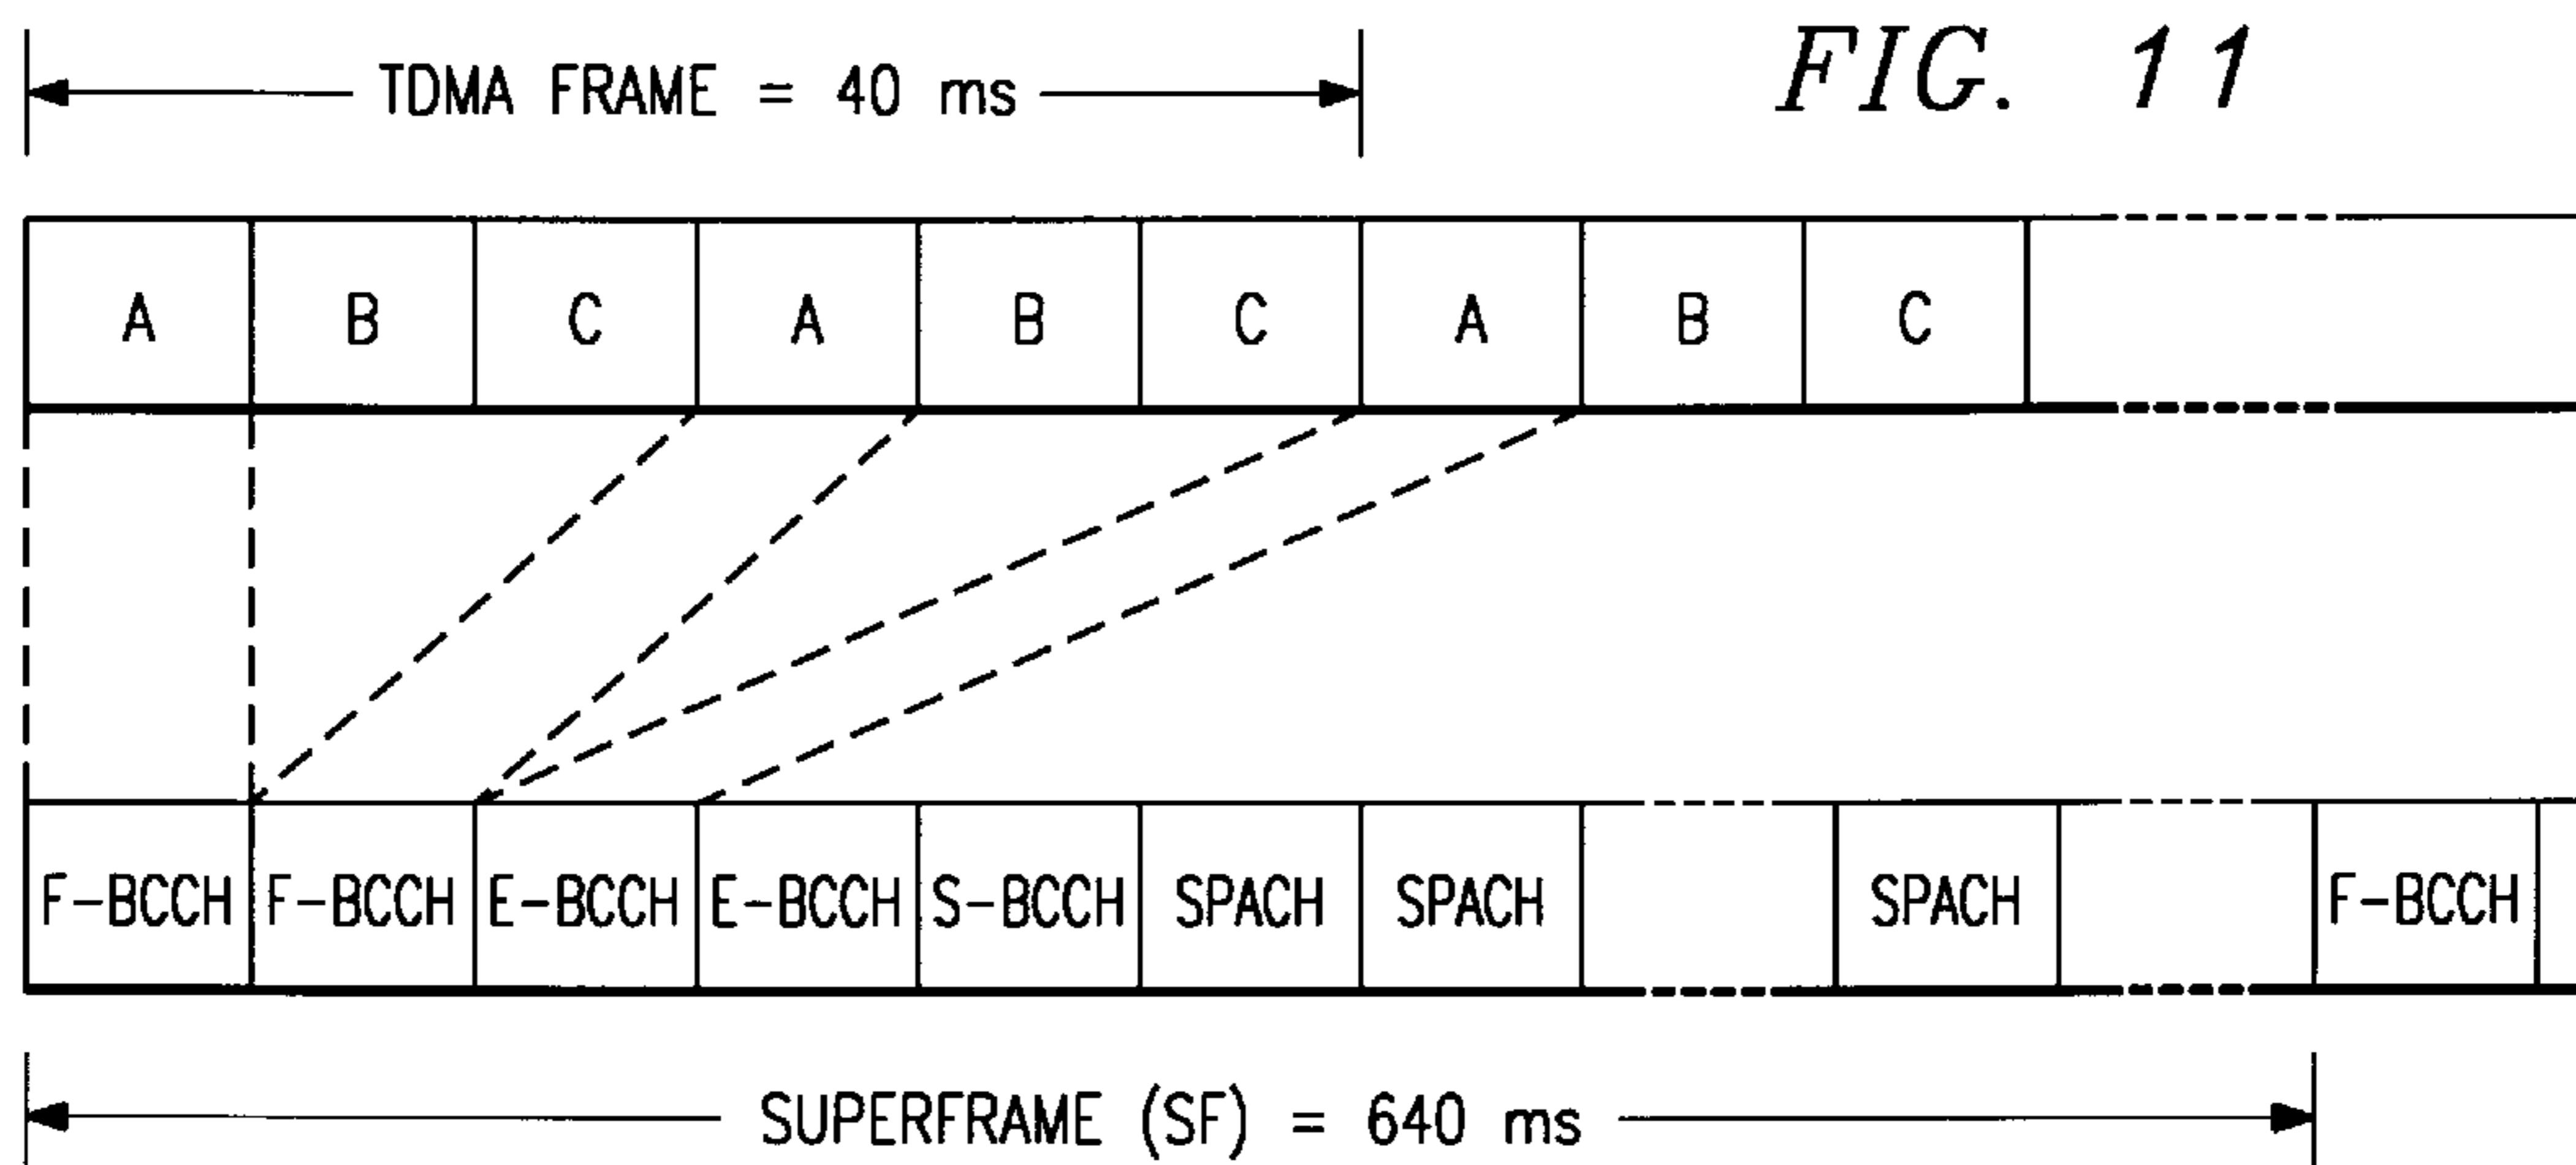 FIG. 11
TDMA FRAME = 40 ms
A B C A B C A B C
F-BCCH F-BCCH E-BCCH E-BCCH S-BCCH SPACH SPACH SPACH F-BCCH
SUPERFRAME (SF) = 640 ms